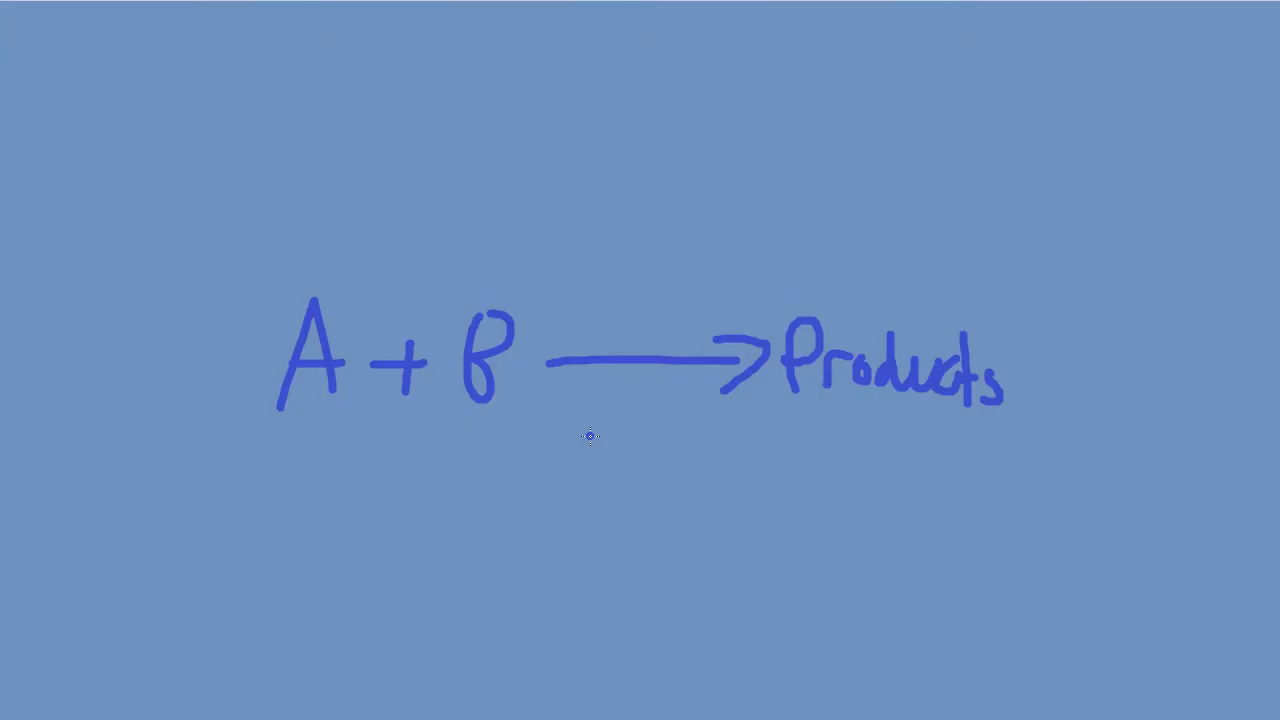 A + B → Products